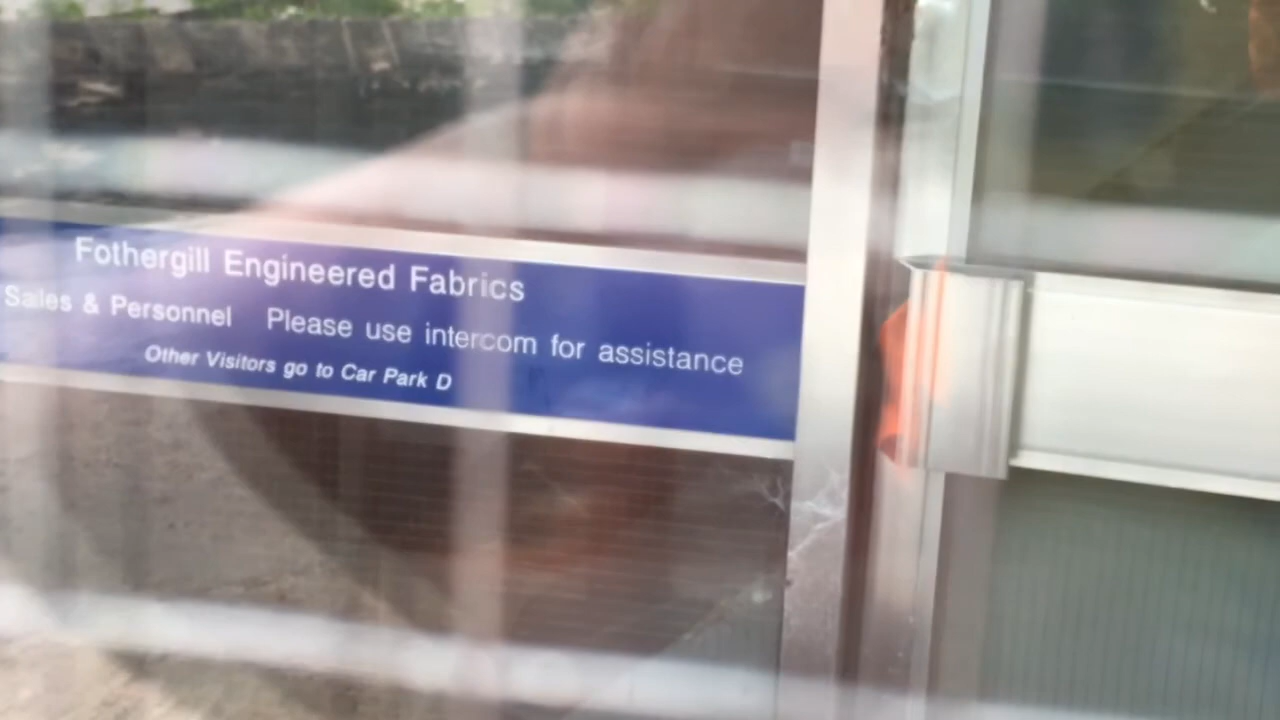 Fothergill Engineered Fabrics
Sales & Personnel Please use intercom for assistance
Other Visitors go to Car Park D